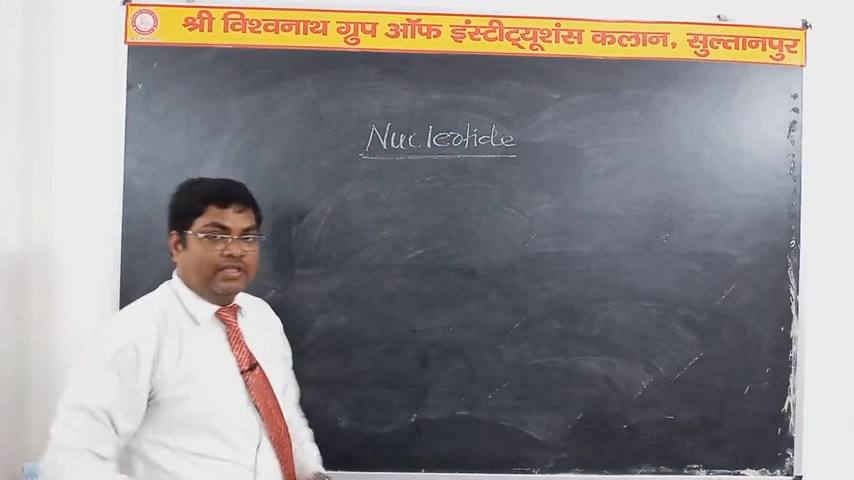 श्री विश्वनाथ ग्रुप ऑफ इंस्टीट्यूशंस कलान, सुल्तानपुर
Nucleotide